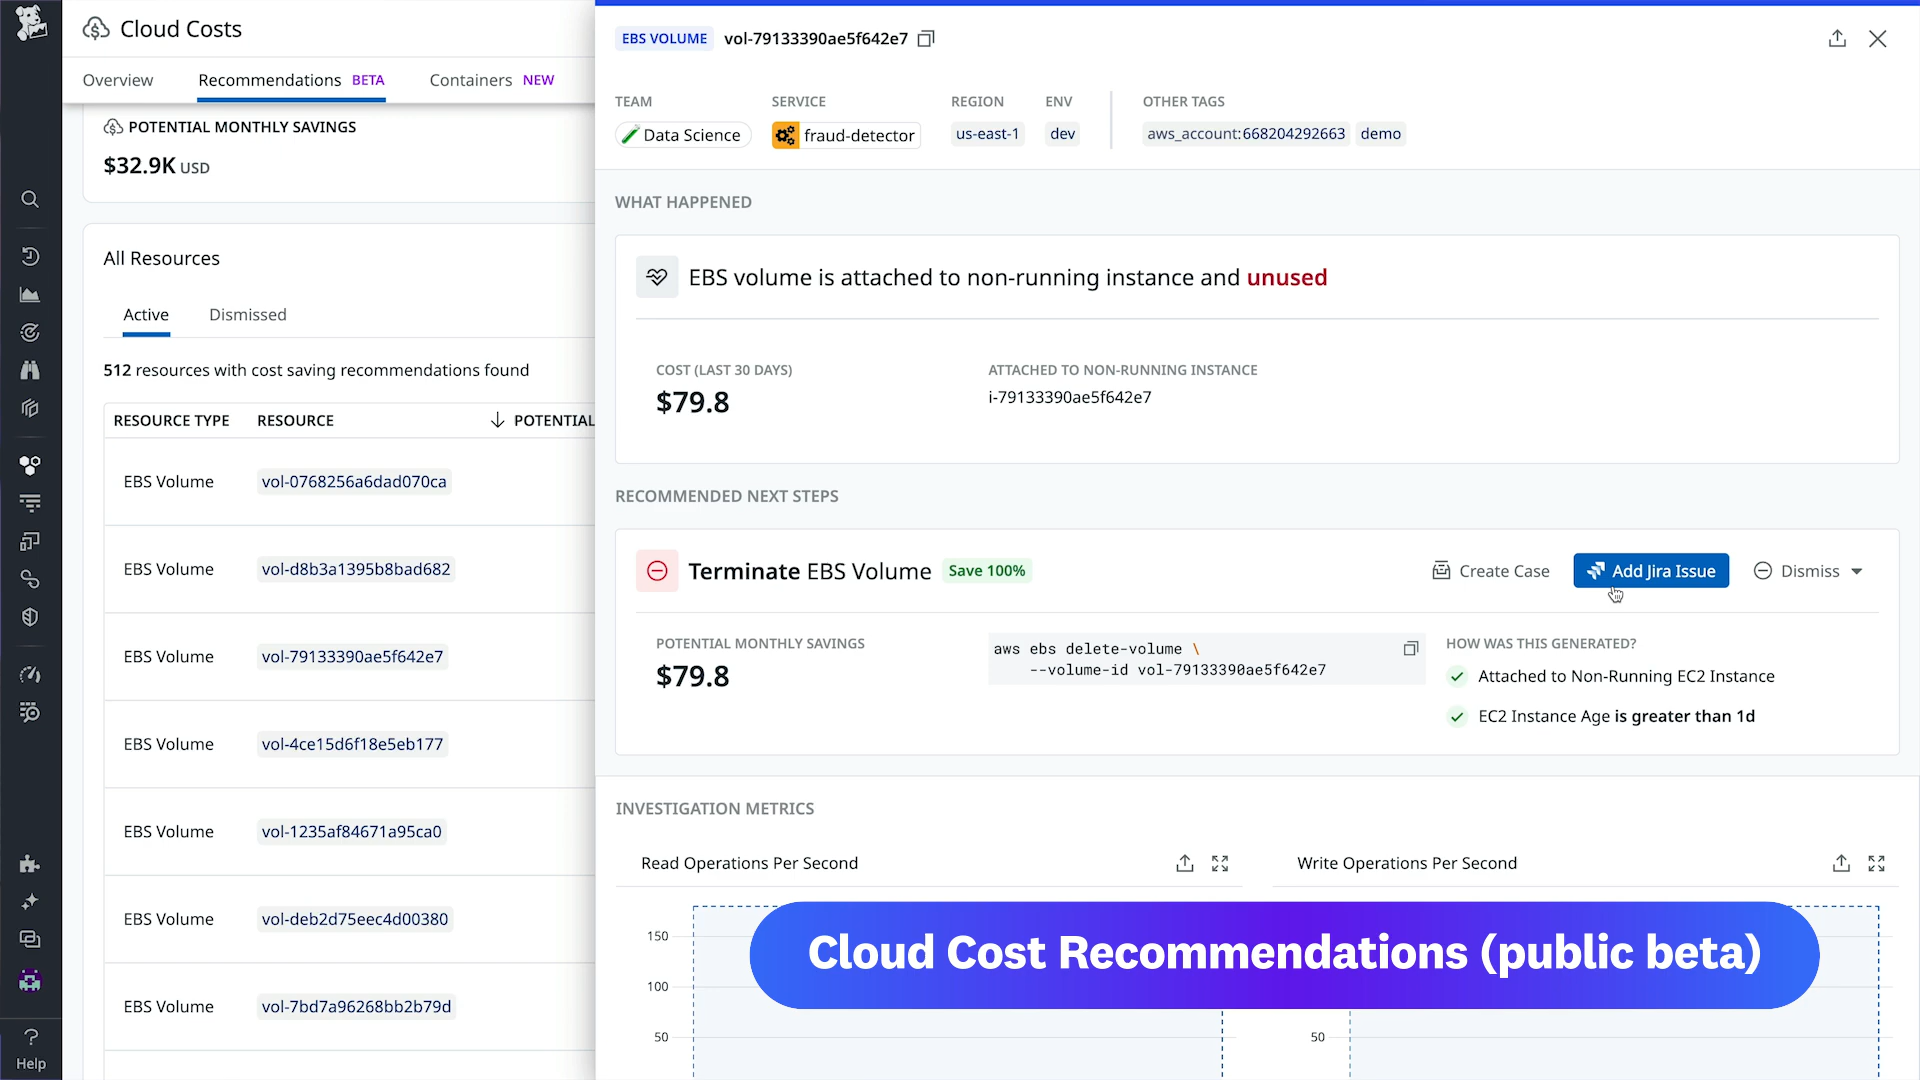 Cloud Costs
Overview
Recommendations BETA
Containers NEW
POTENTIAL MONTHLY SAVINGS
$32.9K USD
All Resources
Active
Dismissed
512 resources with cost saving recommendations found
RESOURCE TYPE RESOURCE POTENTIAL
EBS Volume vol-0768256a6dad070ca
EBS Volume vol-d8b3a1395b8bad682
EBS Volume vol-79133390ae5f642e7
EBS Volume vol-4ce15d6f18e5eb177
EBS Volume vol-1235af84671a95ca0
EBS Volume vol-deb2d75eec4d00380
EBS Volume vol-7bd7a96268bb2b79d
Help
EBS VOLUME vol-79133390ae5f642e7
TEAM SERVICE REGION ENV OTHER TAGS
Data Science fraud-detector us-east-1 dev aws_account:668204292663 demo
WHAT HAPPENED
EBS volume is attached to non-running instance and unused
COST (LAST 30 DAYS)
$79.8
ATTACHED TO NON-RUNNING INSTANCE
i-79133390ae5f642e7
RECOMMENDED NEXT STEPS
Terminate EBS Volume Save 100%
Create Case
Add Jira Issue
Dismiss
POTENTIAL MONTHLY SAVINGS
$79.8
aws ebs delete-volume \
--volume-id vol-79133390ae5f642e7
HOW WAS THIS GENERATED?
Attached to Non-Running EC2 Instance
EC2 Instance Age is greater than 1d
INVESTIGATION METRICS
Read Operations Per Second
150
100
50
Write Operations Per Second
50
Cloud Cost Recommendations (public beta)